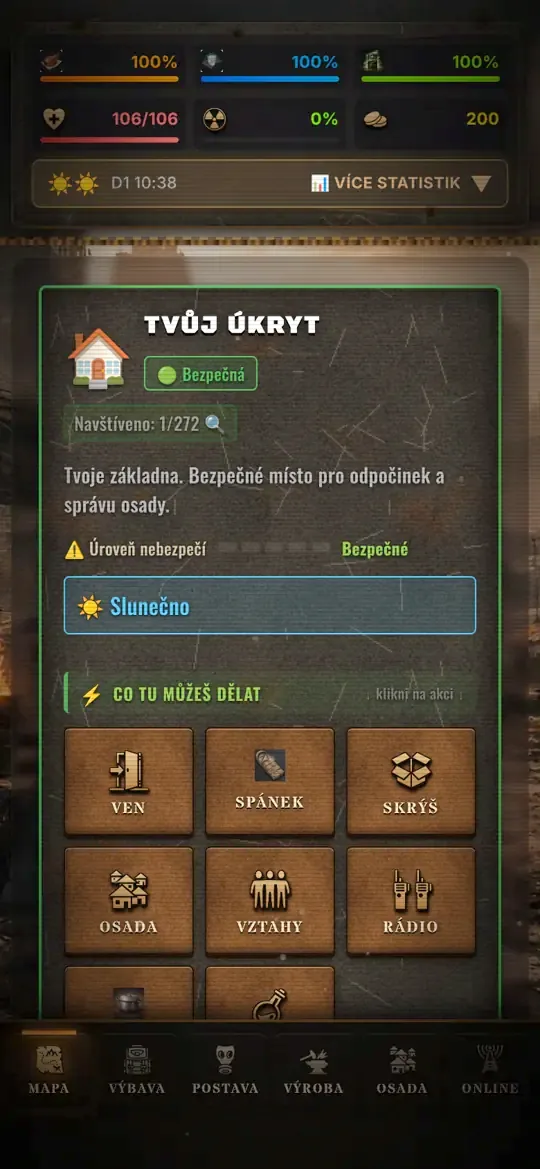 100% 100% 100%
106/106 0% 200
D1 10:38 VÍCE STATISTIK
TVŮJ ÚKRYT
Bezpečná
Navštíveno: 1/272
Tvoje základna. Bezpečné místo pro odpočinek a
správu osady.
Úroveň nebezpečí Bezpečné
Slunečno
CO TU MŮŽEŠ DĚLAT ↓ klikni na akci ↓
VEN SPÁNEK SKRÝŠ
OSADA VZTAHY RÁDIO
MAPA VÝBAVA POSTAVA VÝROBA OSADA ONLINE